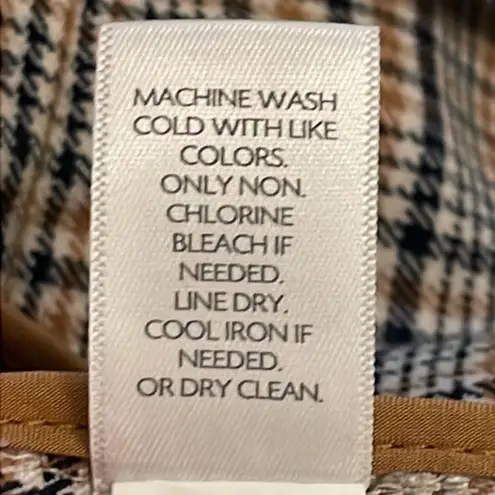 MACHINE WASH
COLD WITH LIKE
COLORS.
ONLY NON.
CHLORINE
BLEACH IF
NEEDED.
LINE DRY.
COOL IRON IF
NEEDED.
OR DRY CLEAN.